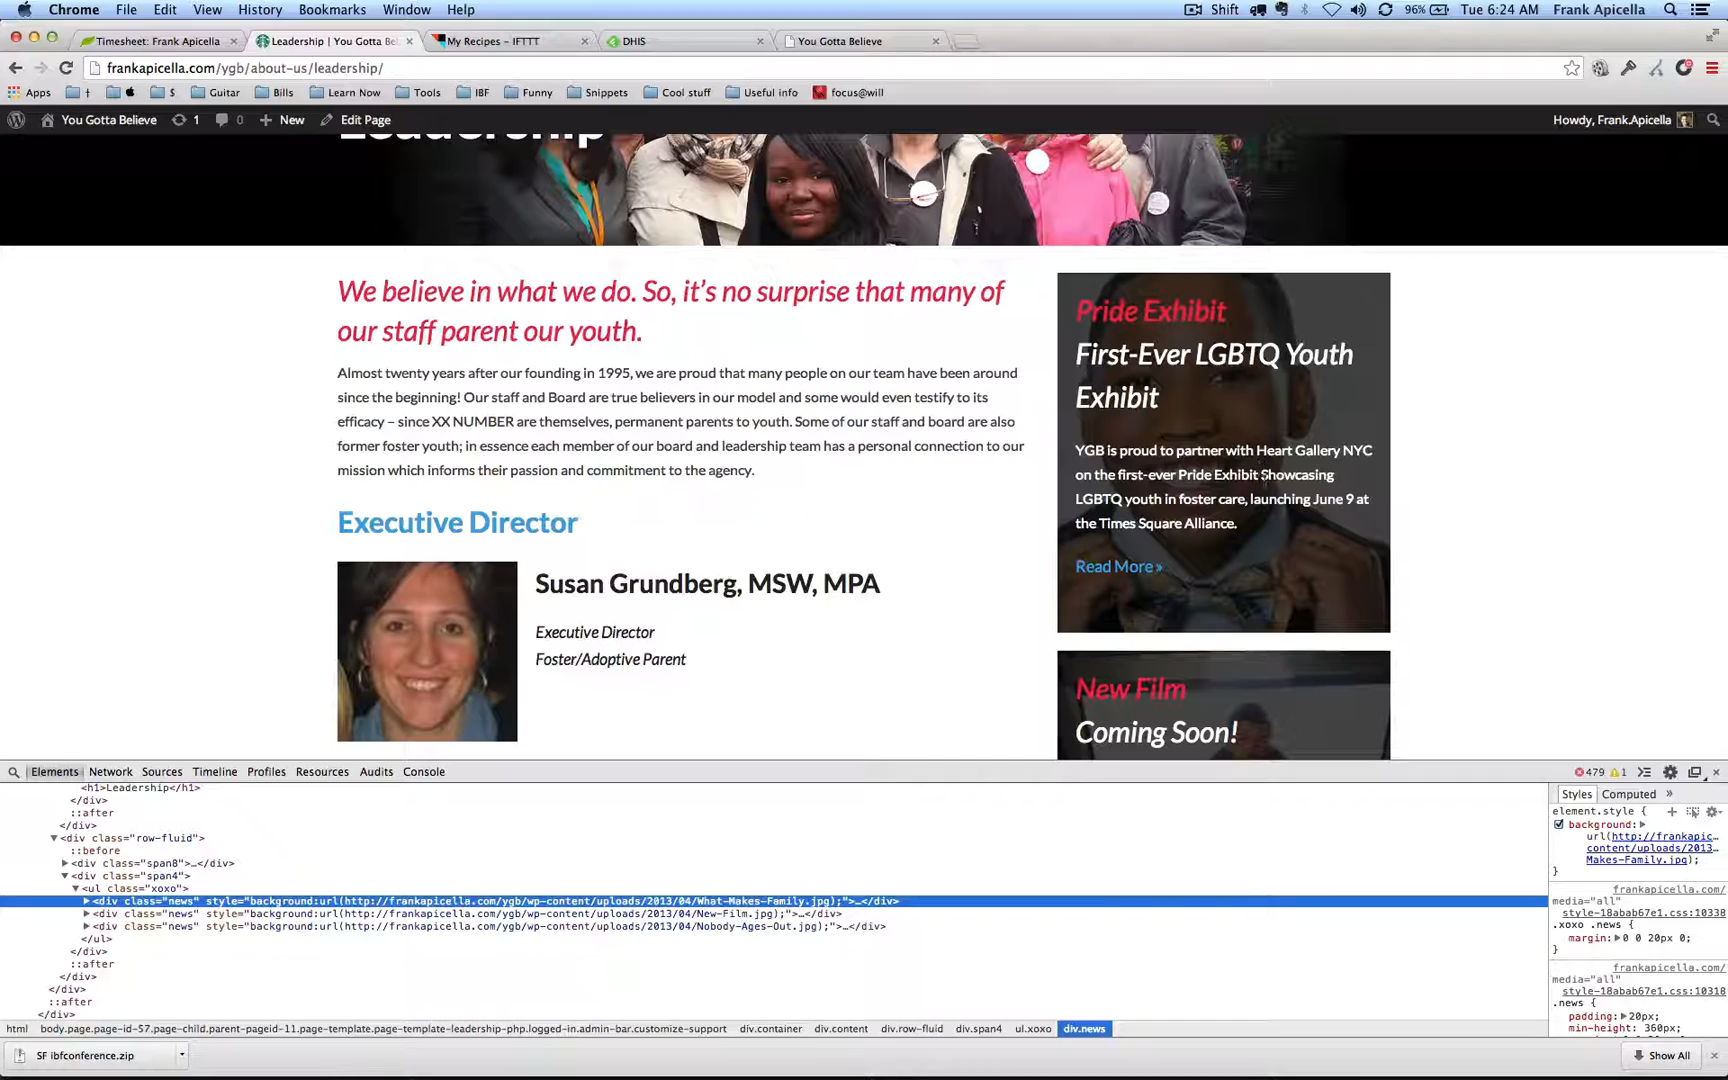 Chrome File Edit View History Bookmarks Window Help Shift 96% Tue 6:24 AM Frank Apicella
Timesheet: Frank Apicella Leadership | You Gotta Be My Recipes - IFTTT DHIS You Gotta Believe
frankapicella.com/ygb/about-us/leadership/
Apps † $ Guitar Bills Learn Now Tools IBF Funny Snippets Cool stuff Useful info focus@will
You Gotta Believe 1 0 New Edit Page Howdy, Frank.Apicella
Leadership
We believe in what we do. So, it's no surprise that many of
our staff parent our youth.
Almost twenty years after our founding in 1995, we are proud that many people on our team have been around
since the beginning! Our staff and Board are true believers in our model and some would even testify to its
efficacy – since XX NUMBER are themselves, permanent parents to youth. Some of our staff and board are also
former foster youth; in essence each member of our board and leadership team has a personal connection to our
mission which informs their passion and commitment to the agency.
Executive Director
Susan Grundberg, MSW, MPA
Executive Director
Foster/Adoptive Parent
Pride Exhibit
First-Ever LGBTQ Youth
Exhibit
YGB is proud to partner with Heart Gallery NYC
on the first-ever Pride Exhibit Showcasing
LGBTQ youth in foster care, launching June 9 at
the Times Square Alliance.
Read More »
New Film
Coming Soon!
Elements Network Sources Timeline Profiles Resources Audits Console 479 1
<h1>Leadership</h1>
</div>
::after
</div>
<div class="row-fluid">
::before
<div class="span8">…</div>
<div class="span4">
<ul class="xoxo">
<div class="news" style="background:url(http://frankapicella.com/ygb/wp-content/uploads/2013/04/What-Makes-Family.jpg);">…</div>
<div class="news" style="background:url(http://frankapicella.com/ygb/wp-content/uploads/2013/04/New-Film.jpg);">…</div>
<div class="news" style="background:url(http://frankapicella.com/ygb/wp-content/uploads/2013/04/Nobody-Ages-Out.jpg);">…</div>
</ul>
</div>
::after
</div>
</div>
::after
</div>
Styles Computed »
element.style {
background:
url(http://frankapic…
content/uploads/2013…
Makes-Family.jpg);
}
frankapicella.com/
media="all"
style-18abab67e1.css:10338
.xoxo .news {
margin: 0 0 20px 0;
}
frankapicella.com/
media="all"
style-18abab67e1.css:10318
.news {
padding: 20px;
min-height: 360px;
html body.page.page-id-57.page-child.parent-pageid-11.page-template.page-template-leadership-php.logged-in.admin-bar.customize-support div.container div.content div.row-fluid div.span4 ul.xoxo div.news
SF ibfconference.zip Show All